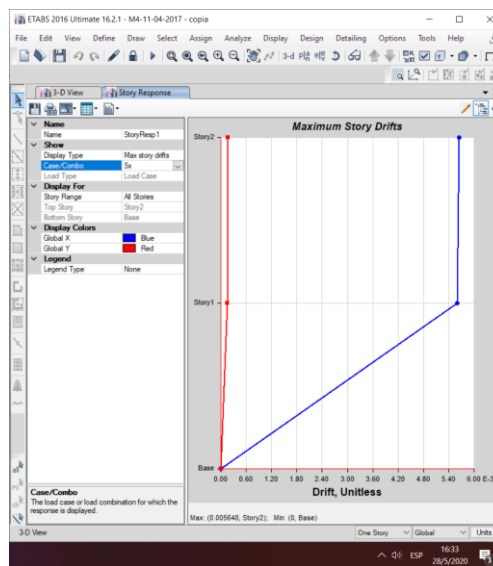 ETABS 2016 Ultimate 16.2.1 - M4-11-04-2017 - copia
File Edit View Define Draw Select Assign Analyze Display Design Detailing Options Tools Help
3-d
3-D View Story Response
Name
Name StoryResp1
Show
Display Type Max story drifts
Case/Combo Sx
Load Type Load Case
Display For
Story Range All Stories
Top Story Story2
Bottom Story Base
Display Colors
Global X Blue
Global Y Red
Legend
Legend Type None
Case/Combo
The load case or load combination for which the
response is displayed.
Maximum Story Drifts
Story2
Story1
Base
0.00 0.60 1.20 1.80 2.40 3.00 3.60 4.20 4.80 5.40 6.00 E-3
Drift, Unitless
Max: (0.005648, Story2); Min: (0, Base)
3-D View One Story Global Units
ESP 16:33
28/5/2020
3